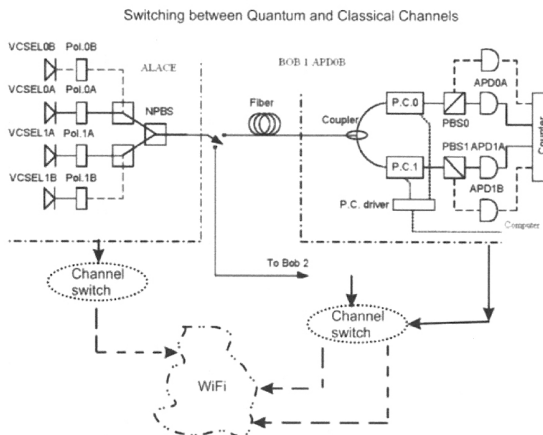 Switching between Quantum and Classical Channels
VCSEL0B Pol.0B
VCSEL0A Pol.0A
VCSEL1A Pol.1A
VCSEL1B Pol.1B
NPBS
ALACE
BOB 1 APD0B
Fiber
Coupler
P.C.0
P.C.1
P.C. driver
PBS0
PBS1
APD0A
APD1A
APD1B
Counter
Computer
To Bob 2
Channel
switch
Channel
switch
WiFi